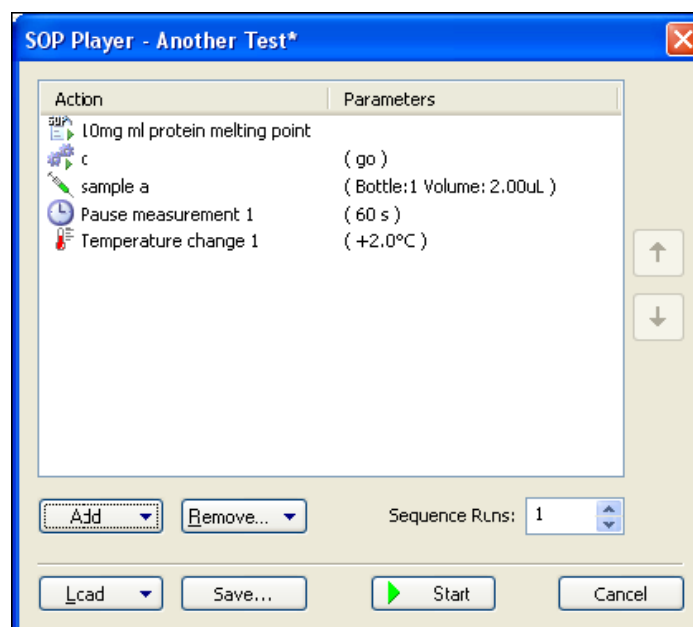 SOP Player - Another Test*
Action Parameters
10mg ml protein melting point
c ( go )
sample a ( Bottle:1 Volume: 2.00uL )
Pause measurement 1 ( 60 s )
Temperature change 1 ( +2.0°C )
Add Remove... Sequence Runs: 1
Load Save... Start Cancel